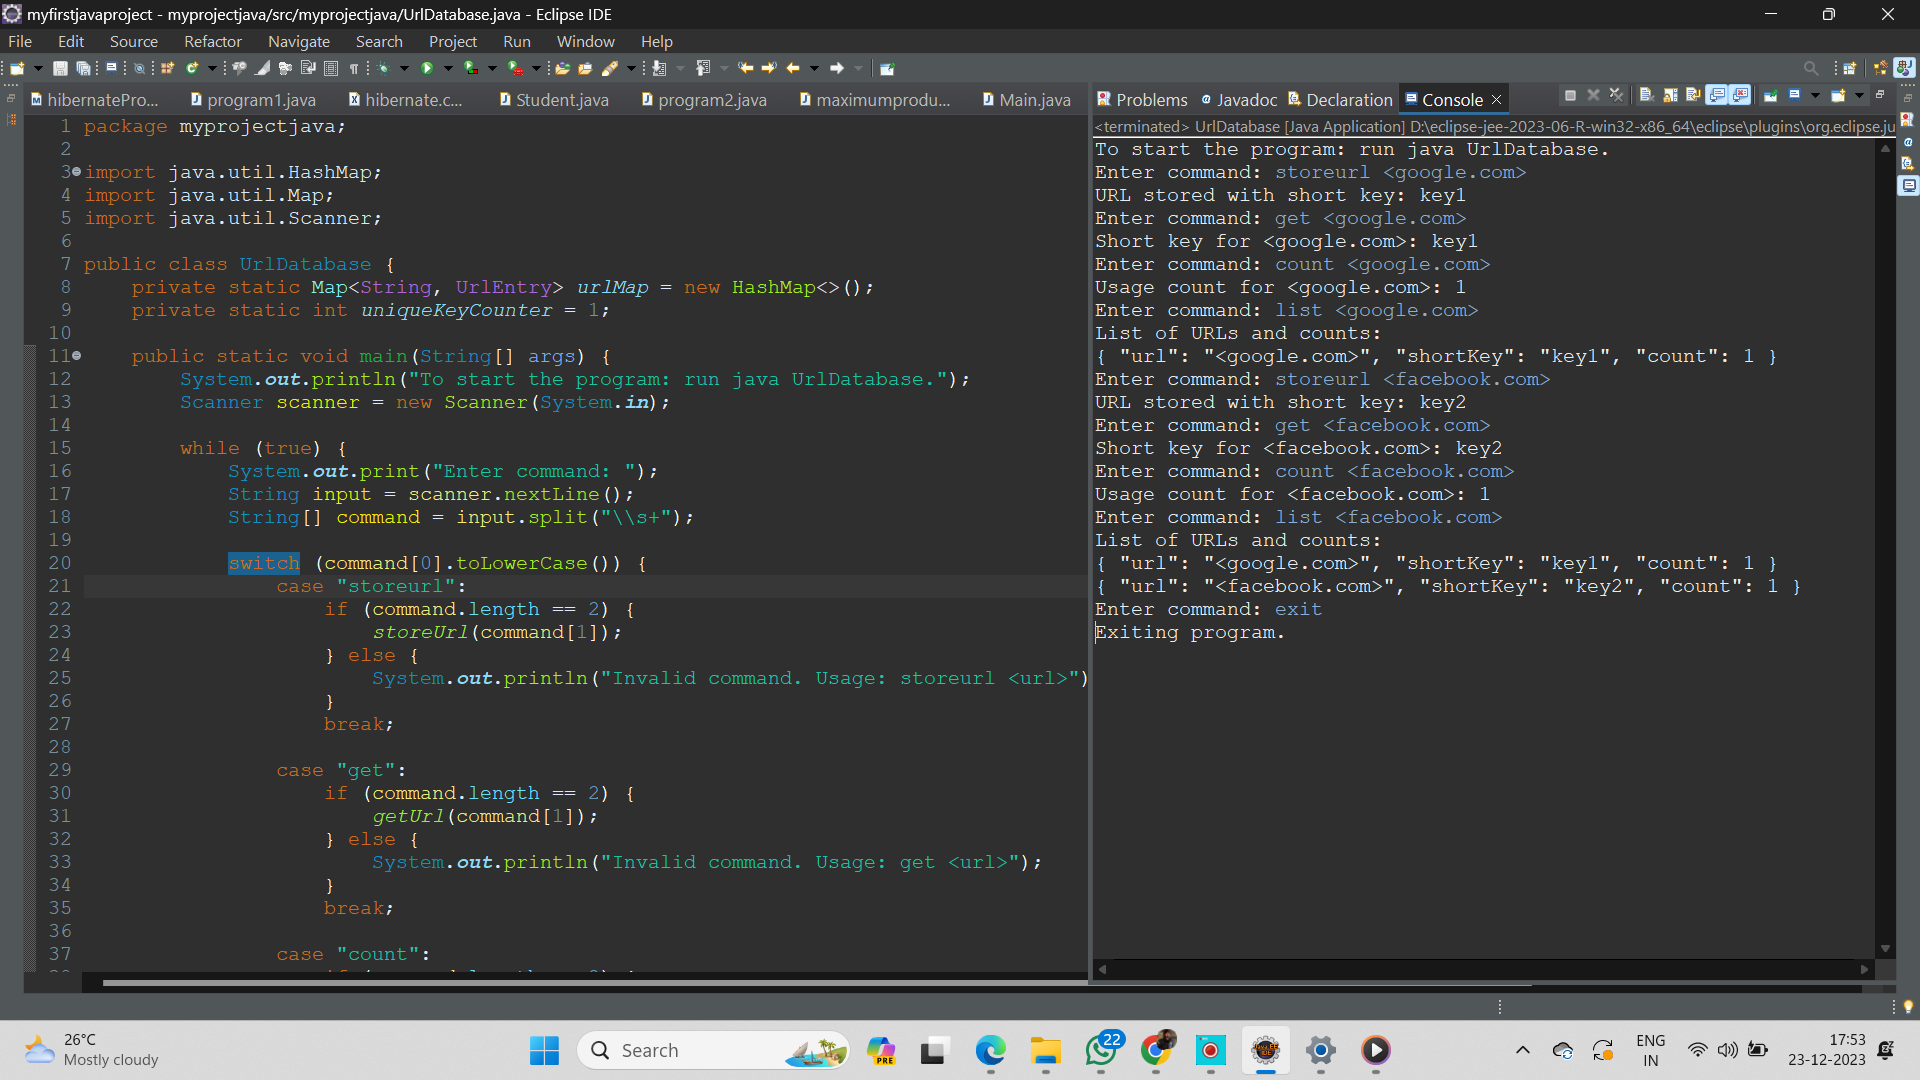 myfirstjavaproject - myprojectjava/src/myprojectjava/UrlDatabase.java - Eclipse IDE
File Edit Source Refactor Navigate Search Project Run Window Help
hibernatePro... program1.java hibernate.c... Student.java program2.java maximumprodu... Main.java
1 package myprojectjava;
2
3 import java.util.HashMap;
4 import java.util.Map;
5 import java.util.Scanner;
6
7 public class UrlDatabase {
8 private static Map<String, UrlEntry> urlMap = new HashMap<>();
9 private static int uniqueKeyCounter = 1;
10
11 public static void main(String[] args) {
12 System.out.println("To start the program: run java UrlDatabase.");
13 Scanner scanner = new Scanner(System.in);
14
15 while (true) {
16 System.out.print("Enter command: ");
17 String input = scanner.nextLine();
18 String[] command = input.split("\\s+");
19
20 switch (command[0].toLowerCase()) {
21 case "storeurl":
22 if (command.length == 2) {
23 storeUrl(command[1]);
24 } else {
25 System.out.println("Invalid command. Usage: storeurl <url>")
26 }
27 break;
28
29 case "get":
30 if (command.length == 2) {
31 getUrl(command[1]);
32 } else {
33 System.out.println("Invalid command. Usage: get <url>");
34 }
35 break;
36
37 case "count":
Problems Javadoc Declaration Console
<terminated> UrlDatabase [Java Application] D:\eclipse-jee-2023-06-R-win32-x86_64\eclipse\plugins\org.eclipse.ju
To start the program: run java UrlDatabase.
Enter command: storeurl <google.com>
URL stored with short key: key1
Enter command: get <google.com>
Short key for <google.com>: key1
Enter command: count <google.com>
Usage count for <google.com>: 1
Enter command: list <google.com>
List of URLs and counts:
{ "url": "<google.com>", "shortKey": "key1", "count": 1 }
Enter command: storeurl <facebook.com>
URL stored with short key: key2
Enter command: get <facebook.com>
Short key for <facebook.com>: key2
Enter command: count <facebook.com>
Usage count for <facebook.com>: 1
Enter command: list <facebook.com>
List of URLs and counts:
{ "url": "<google.com>", "shortKey": "key1", "count": 1 }
{ "url": "<facebook.com>", "shortKey": "key2", "count": 1 }
Enter command: exit
Exiting program.
26°C
Mostly cloudy
Search
PRE
22
ENG
IN
17:53
23-12-2023